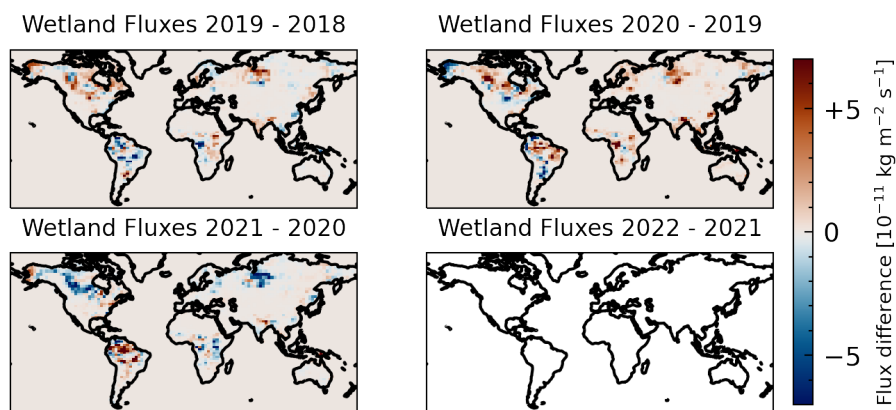 Wetland Fluxes 2019 - 2018
Wetland Fluxes 2020 - 2019
Wetland Fluxes 2021 - 2020
Wetland Fluxes 2022 - 2021
+5
0
−5
Flux difference [10⁻¹¹ kg m⁻² s⁻¹]